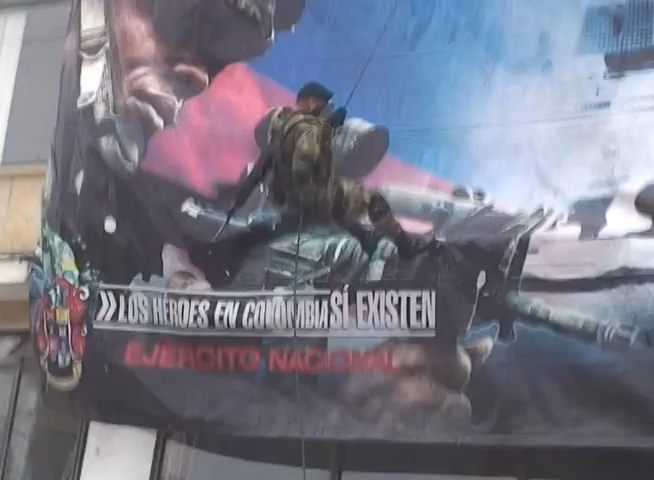 » LOS HÉROES EN COLOMBIA SÍ EXISTEN
EJÉRCITO NACIONAL